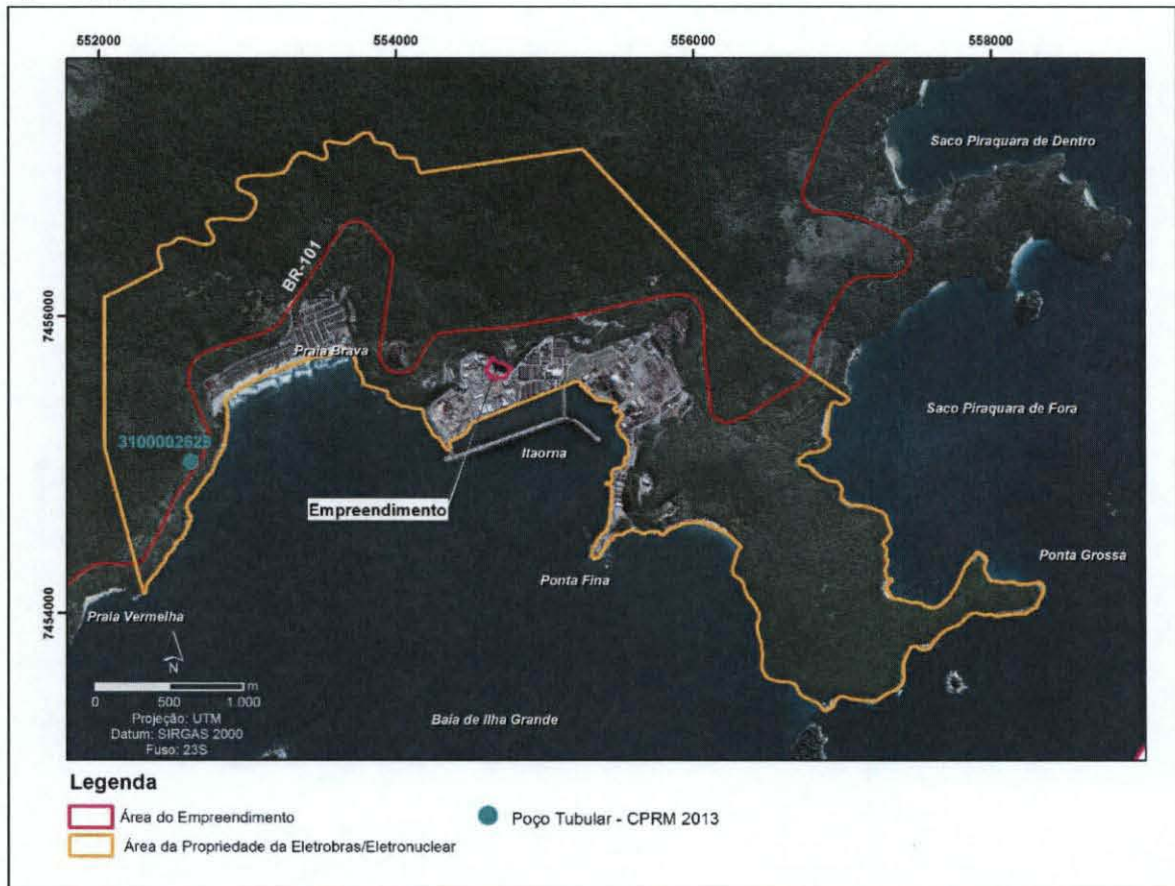 552000 554000 556000 558000
Saco Piraquara de Dentro
BR-101
7456000
Praia Brava
Saco Piraquara de Fora
3100002628
Itaorna
Empreendimento
Ponta Grossa
Ponta Fina
7454000
Praia Vermelha
N
m
0 500 1.000
Projeção: UTM
Datum: SIRGAS 2000
Fuso: 23S
Baía de Ilha Grande
Legenda
Área do Empreendimento
Poço Tubular - CPRM 2013
Área da Propriedade da Eletrobras/Eletronuclear